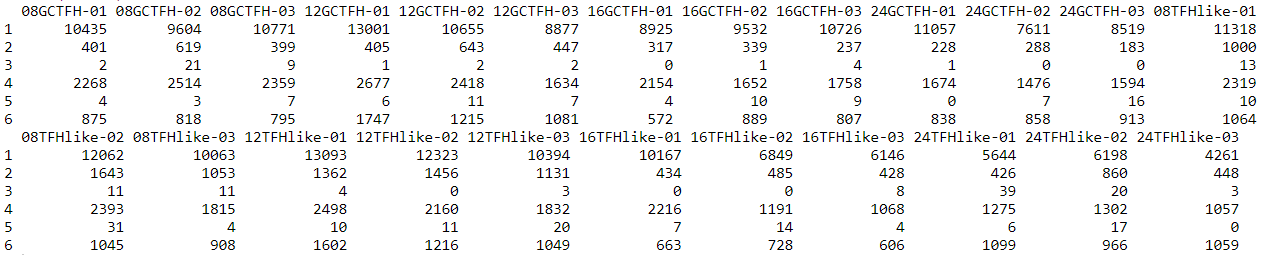 08GCTFH-01 08GCTFH-02 08GCTFH-03 12GCTFH-01 12GCTFH-02 12GCTFH-03 16GCTFH-01 16GCTFH-02 16GCTFH-03 24GCTFH-01 24GCTFH-02 24GCTFH-03 08TFHlike-01
1 10435 9604 10771 13001 10655 8877 8925 9532 10726 11057 7611 8519 11318
2 401 619 399 405 643 447 317 339 237 228 288 183 1000
3 2 21 9 1 2 2 0 1 4 1 0 0 13
4 2268 2514 2359 2677 2418 1634 2154 1652 1758 1674 1476 1594 2319
5 4 3 7 6 11 7 4 10 9 0 7 16 10
6 875 818 795 1747 1215 1081 572 889 807 838 858 913 1064
08TFHlike-02 08TFHlike-03 12TFHlike-01 12TFHlike-02 12TFHlike-03 16TFHlike-01 16TFHlike-02 16TFHlike-03 24TFHlike-01 24TFHlike-02 24TFHlike-03
1 12062 10063 13093 12323 10394 10167 6849 6146 5644 6198 4261
2 1643 1053 1362 1456 1131 434 485 428 426 860 448
3 11 11 4 0 3 0 0 8 39 20 3
4 2393 1815 2498 2160 1832 2216 1191 1068 1275 1302 1057
5 31 4 10 11 20 7 14 4 6 17 0
6 1045 908 1602 1216 1049 663 728 606 1099 966 1059